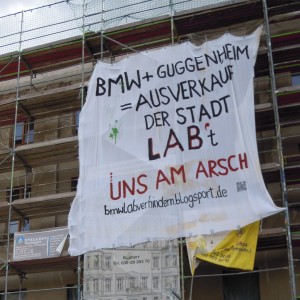 BMW + GUGGENHEIM
= AUSVERKAUF
DER STADT
LAB't
UNS AM ARSCH
bmwlabverhindern.blogsport.de